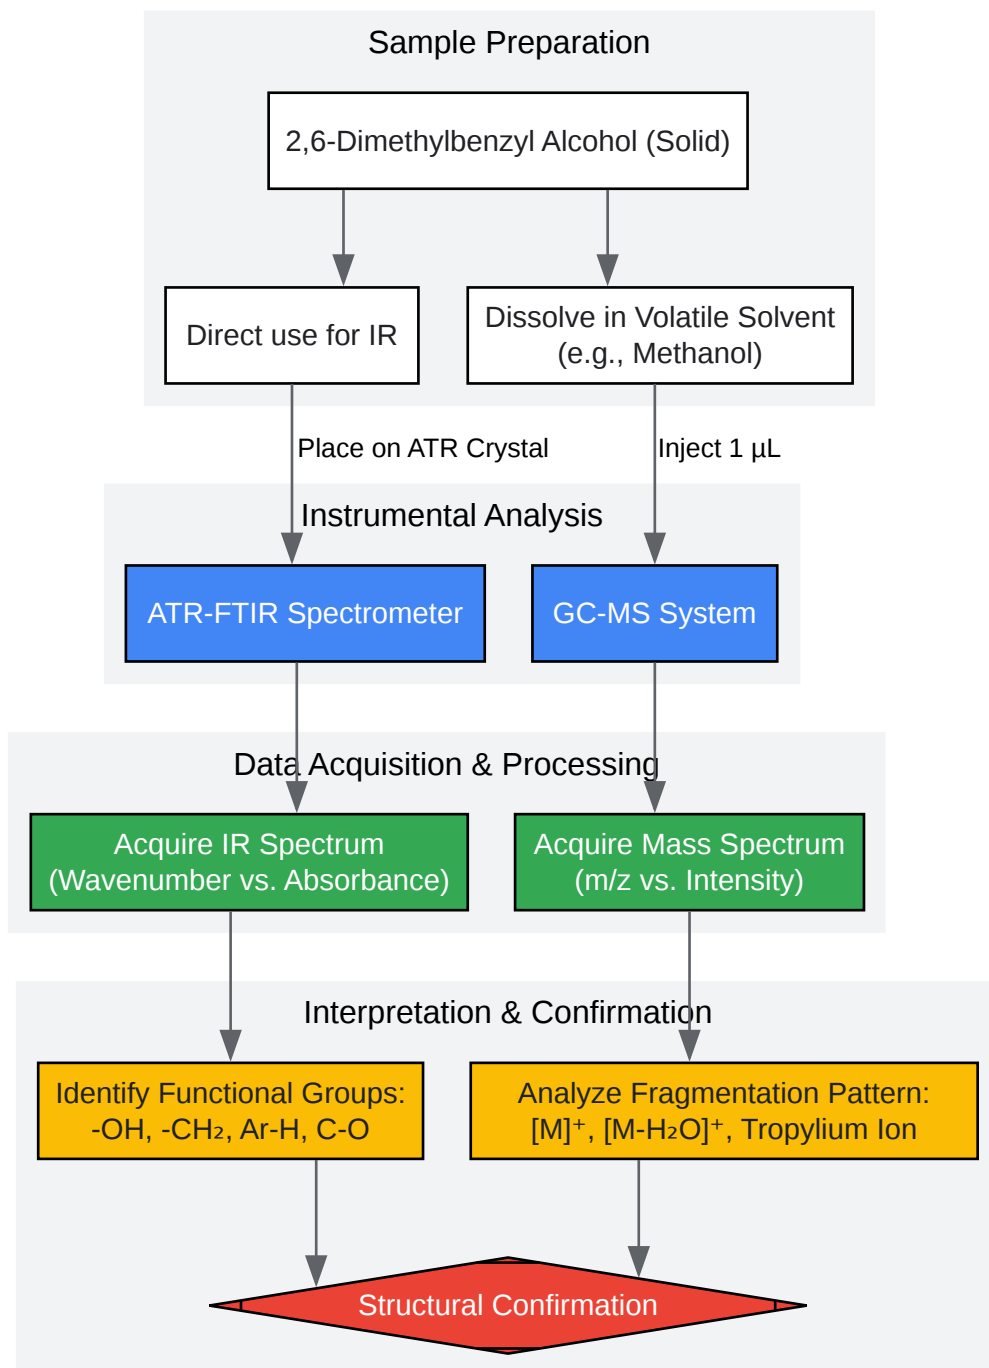 Sample Preparation
2,6-Dimethylbenzyl Alcohol (Solid)
Direct use for IR
Dissolve in Volatile Solvent
(e.g., Methanol)
Place on ATR Crystal
Inject 1 µL
Instrumental Analysis
ATR-FTIR Spectrometer
GC-MS System
Data Acquisition & Processing
Acquire IR Spectrum
(Wavenumber vs. Absorbance)
Acquire Mass Spectrum
(m/z vs. Intensity)
Interpretation & Confirmation
Identify Functional Groups:
-OH, -CH₂, Ar-H, C-O
Analyze Fragmentation Pattern:
[M]⁺, [M-H₂O]⁺, Tropylium Ion
Structural Confirmation